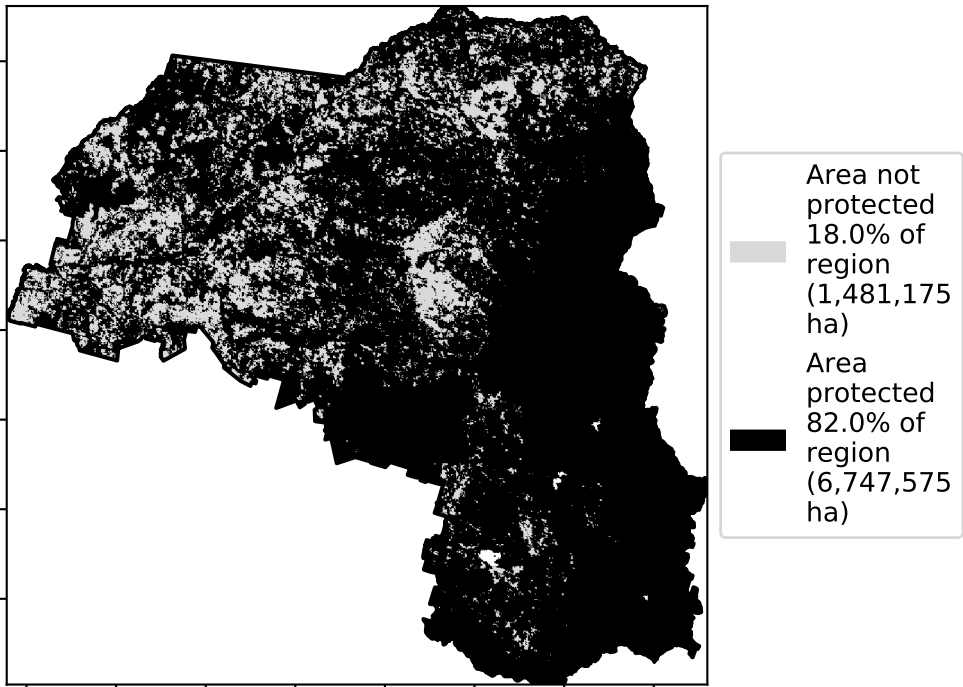 Area not
protected
18.0% of
region
(1,481,175
ha)
Area
protected
82.0% of
region
(6,747,575
ha)